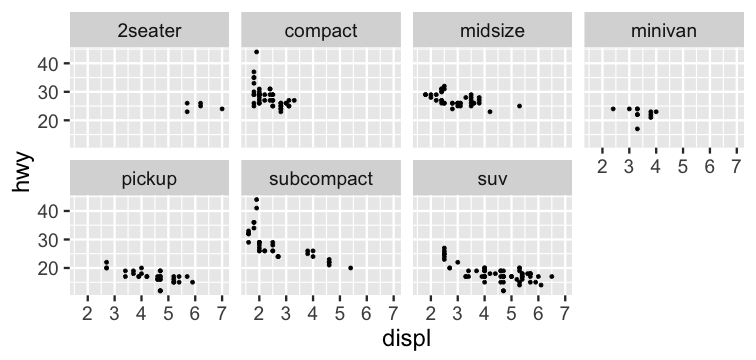 2seater compact midsize minivan
40
30
20
2 3 4 5 6 7
hwy
pickup subcompact suv
40
30
20
2 3 4 5 6 7 2 3 4 5 6 7 2 3 4 5 6 7
displ